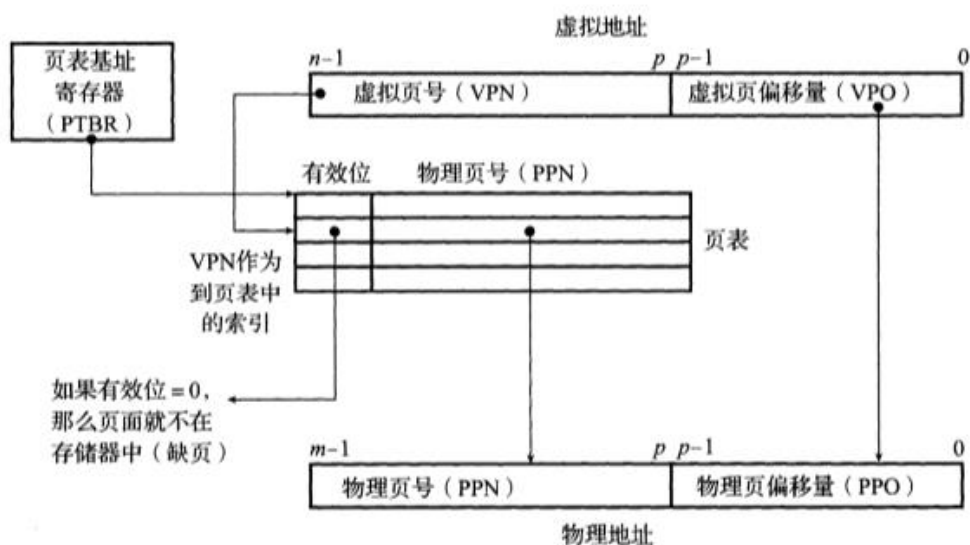 虚拟地址
页表基址
寄存器
（PTBR）
n-1 p p-1 0
虚拟页号（VPN） 虚拟页偏移量（VPO）
有效位 物理页号（PPN）
页表
VPN作为
到页表中
的索引
如果有效位=0，
那么页面就不在
存储器中（缺页）
m-1 p p-1 0
物理页号（PPN） 物理页偏移量（PPO）
物理地址